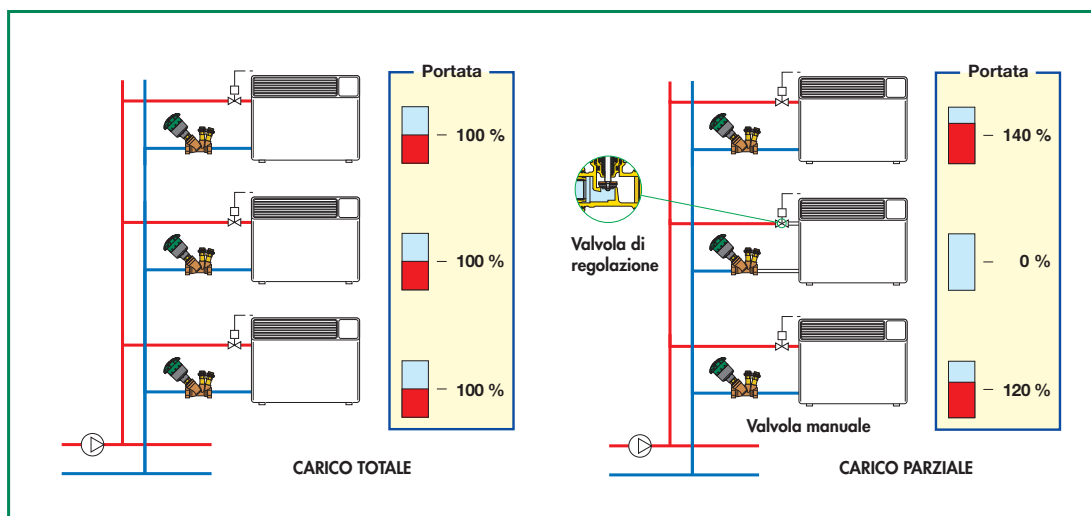 Portata
100 %
100 %
100 %
CARICO TOTALE
Portata
140 %
0 %
120 %
Valvola di
regolazione
Valvola manuale
CARICO PARZIALE